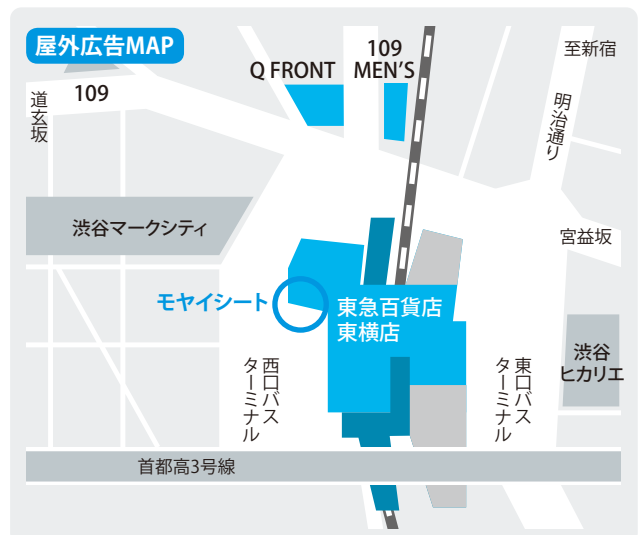 屋外広告MAP
Q FRONT
109
MEN'S
至新宿
109
道玄坂
明治通り
渋谷マークシティ
宮益坂
モヤイシート
東急百貨店
東横店
渋谷
ヒカリエ
西口バス
ターミナル
東口バス
ターミナル
首都高3号線